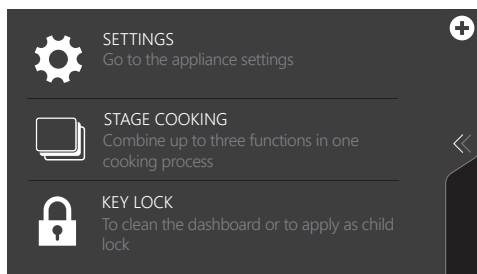 SETTINGS
Go to the appliance settings
STAGE COOKING
Combine up to three functions in one
cooking process
KEY LOCK
To clean the dashboard or to apply as child
lock